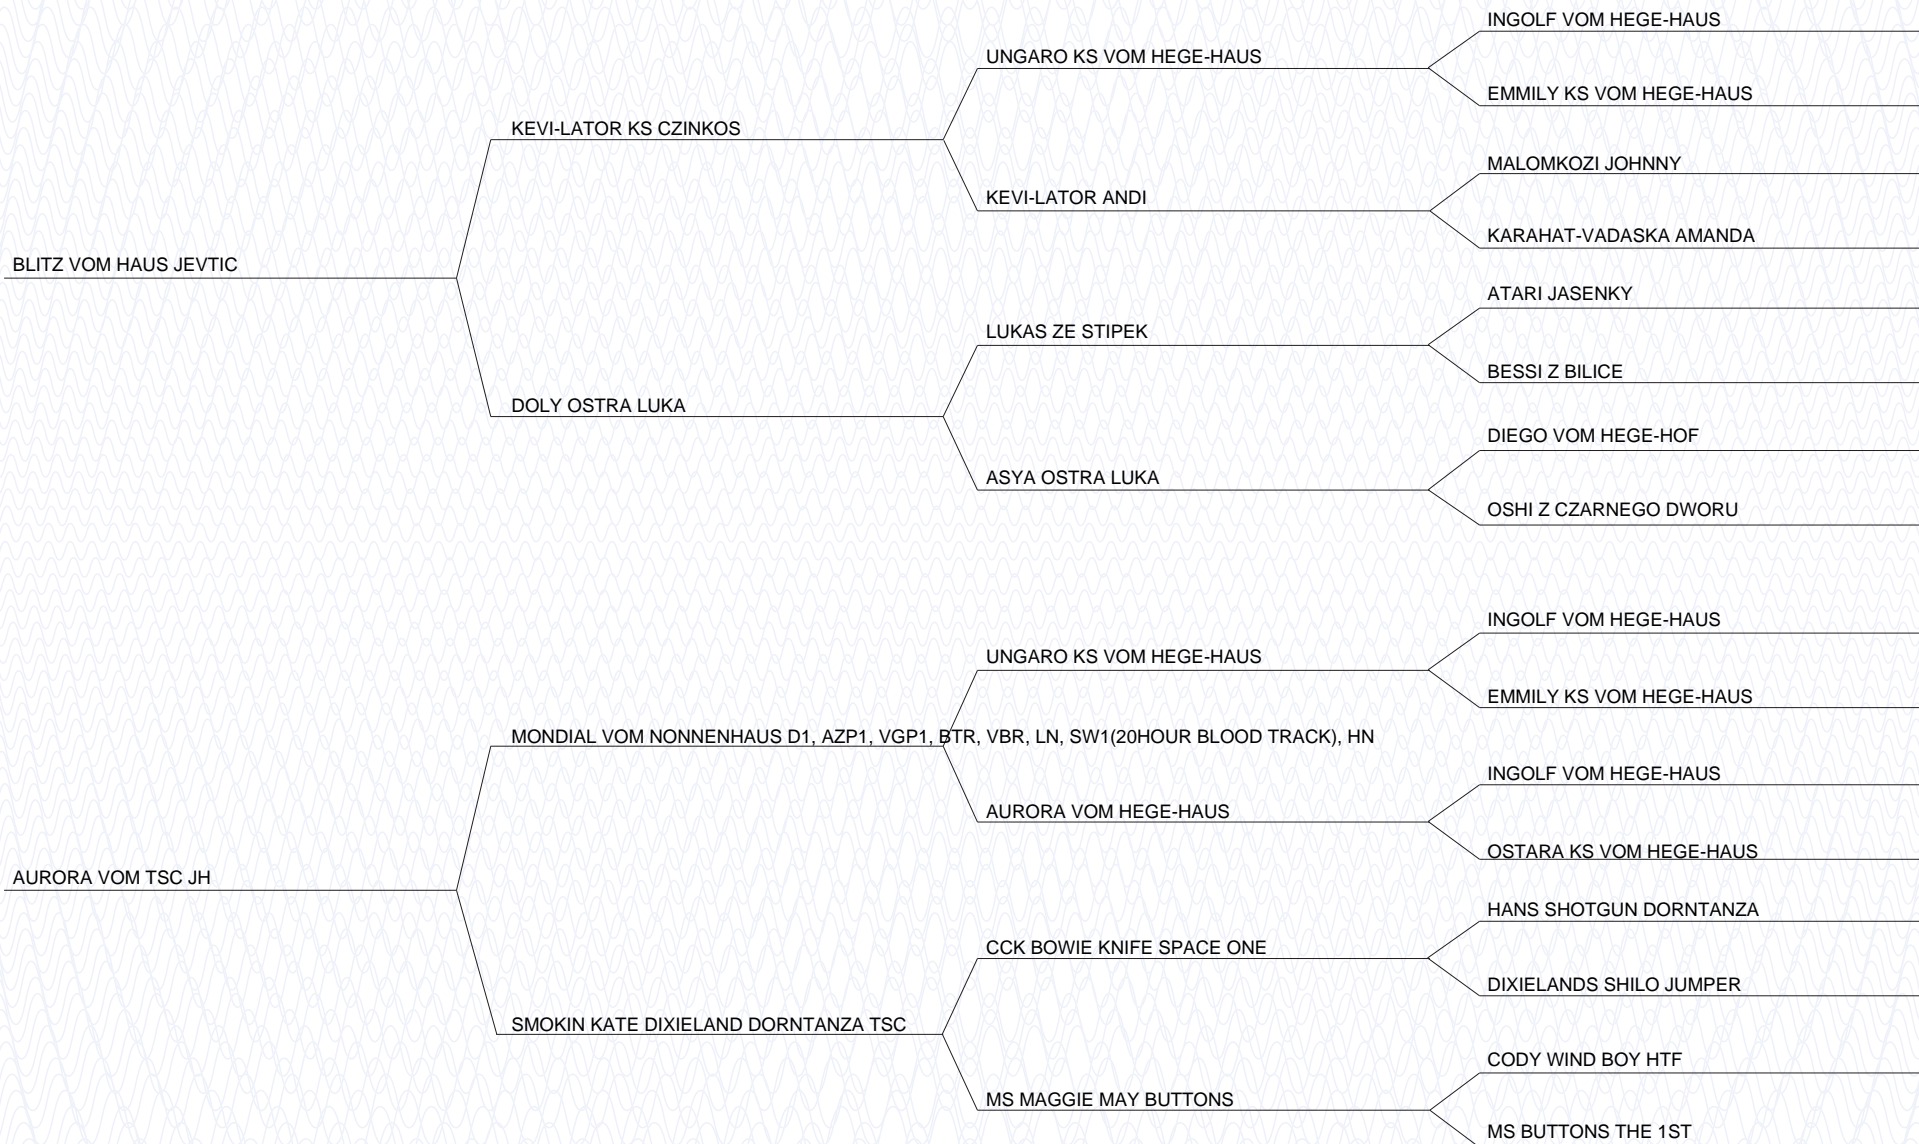 INGOLF VOM HEGE-HAUS
UNGARO KS VOM HEGE-HAUS
EMMILY KS VOM HEGE-HAUS
KEVI-LATOR KS CZINKOS
MALOMKOZI JOHNNY
KEVI-LATOR ANDI
KARAHAT-VADASKA AMANDA
BLITZ VOM HAUS JEVTIC
ATARI JASENKY
LUKAS ZE STIPEK
BESSI Z BILICE
DOLY OSTRA LUKA
DIEGO VOM HEGE-HOF
ASYA OSTRA LUKA
OSHI Z CZARNEGO DWORU
INGOLF VOM HEGE-HAUS
UNGARO KS VOM HEGE-HAUS
EMMILY KS VOM HEGE-HAUS
MONDIAL VOM NONNENHAUS D1, AZP1, VGP1, BTR, VBR, LN, SW1(20HOUR BLOOD TRACK), HN
INGOLF VOM HEGE-HAUS
AURORA VOM HEGE-HAUS
OSTARA KS VOM HEGE-HAUS
AURORA VOM TSC JH
HANS SHOTGUN DORNTANZA
CCK BOWIE KNIFE SPACE ONE
DIXIELANDS SHILO JUMPER
SMOKIN KATE DIXIELAND DORNTANZA TSC
CODY WIND BOY HTF
MS MAGGIE MAY BUTTONS
MS BUTTONS THE 1ST